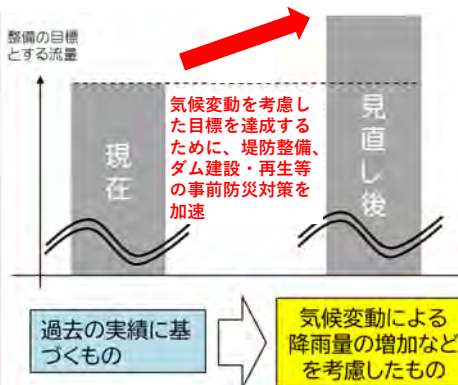 整備の目標
とする流量
気候変動を考慮し
た目標を達成する
ために、堤防整備、
ダム建設・再生等
の事前防災対策を
加速
現在
見直し後
過去の実績に基
づくもの
気候変動による
降雨量の増加など
を考慮したもの